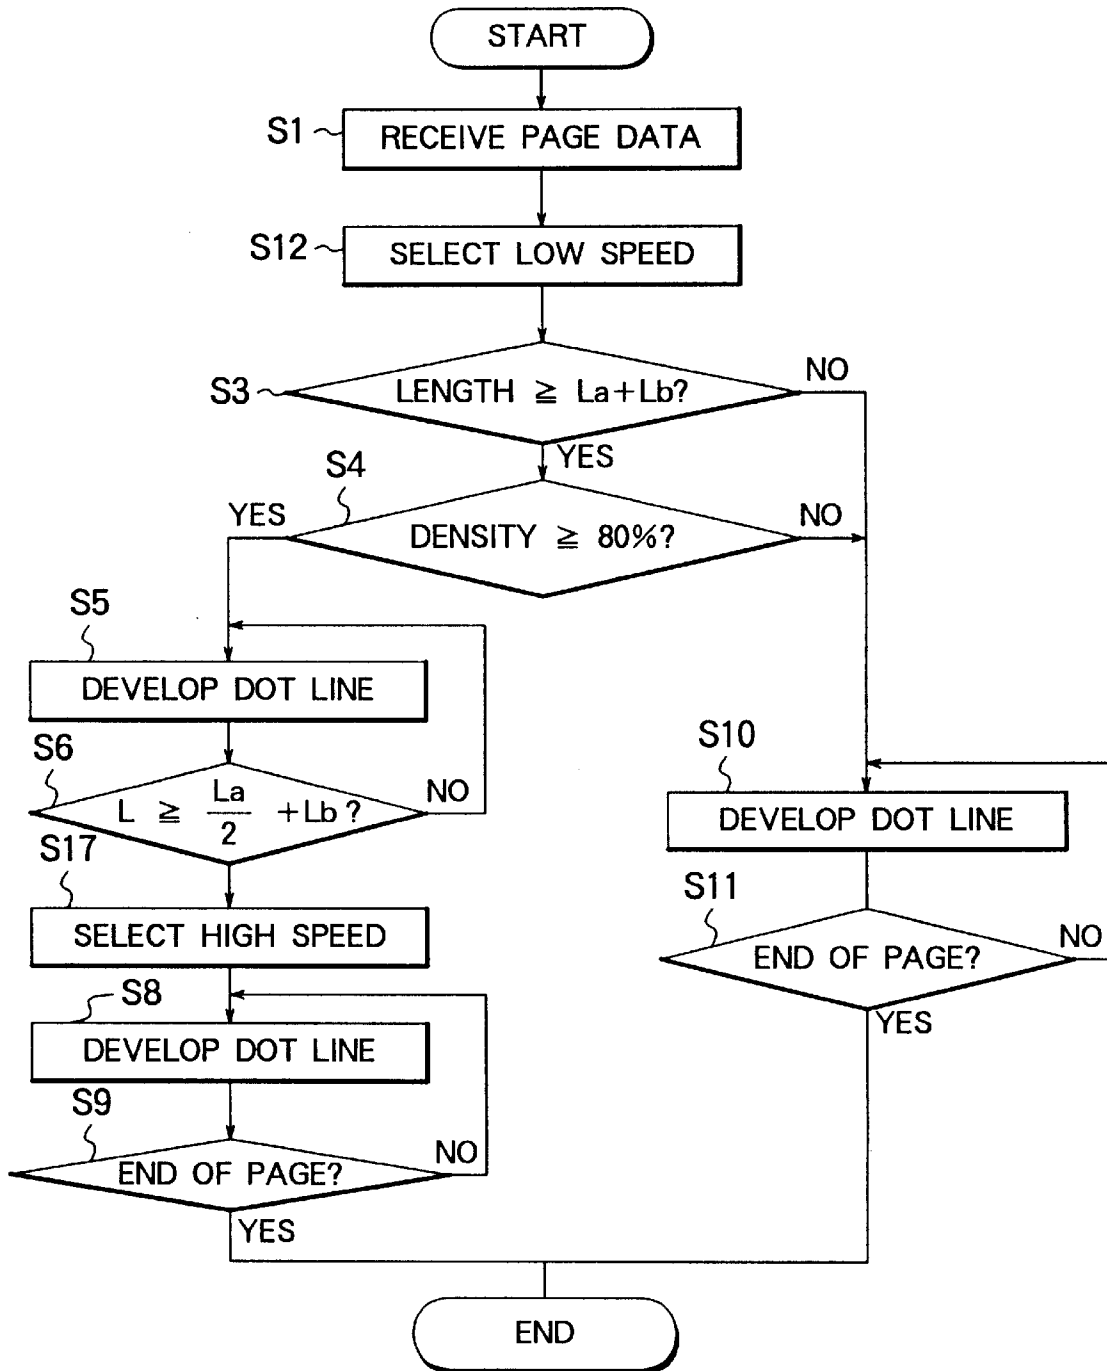 START
S1
RECEIVE PAGE DATA
S12
SELECT LOW SPEED
S3
LENGTH ≧ La+Lb?
NO
YES
S4
YES
DENSITY ≧ 80%?
NO
S5
DEVELOP DOT LINE
S6
L ≧ La/2 +Lb?
NO
S17
SELECT HIGH SPEED
S8
DEVELOP DOT LINE
S9
END OF PAGE?
NO
YES
S10
DEVELOP DOT LINE
S11
END OF PAGE?
NO
YES
END